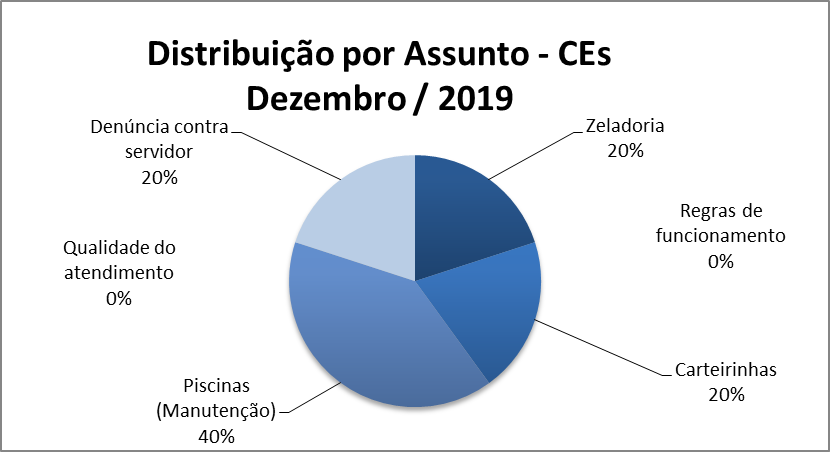 Distribuição por Assunto - CEs
Dezembro / 2019
Denúncia contra
servidor
20%
Zeladoria
20%
Regras de
funcionamento
0%
Qualidade do
atendimento
0%
Carteirinhas
20%
Piscinas
(Manutenção)
40%